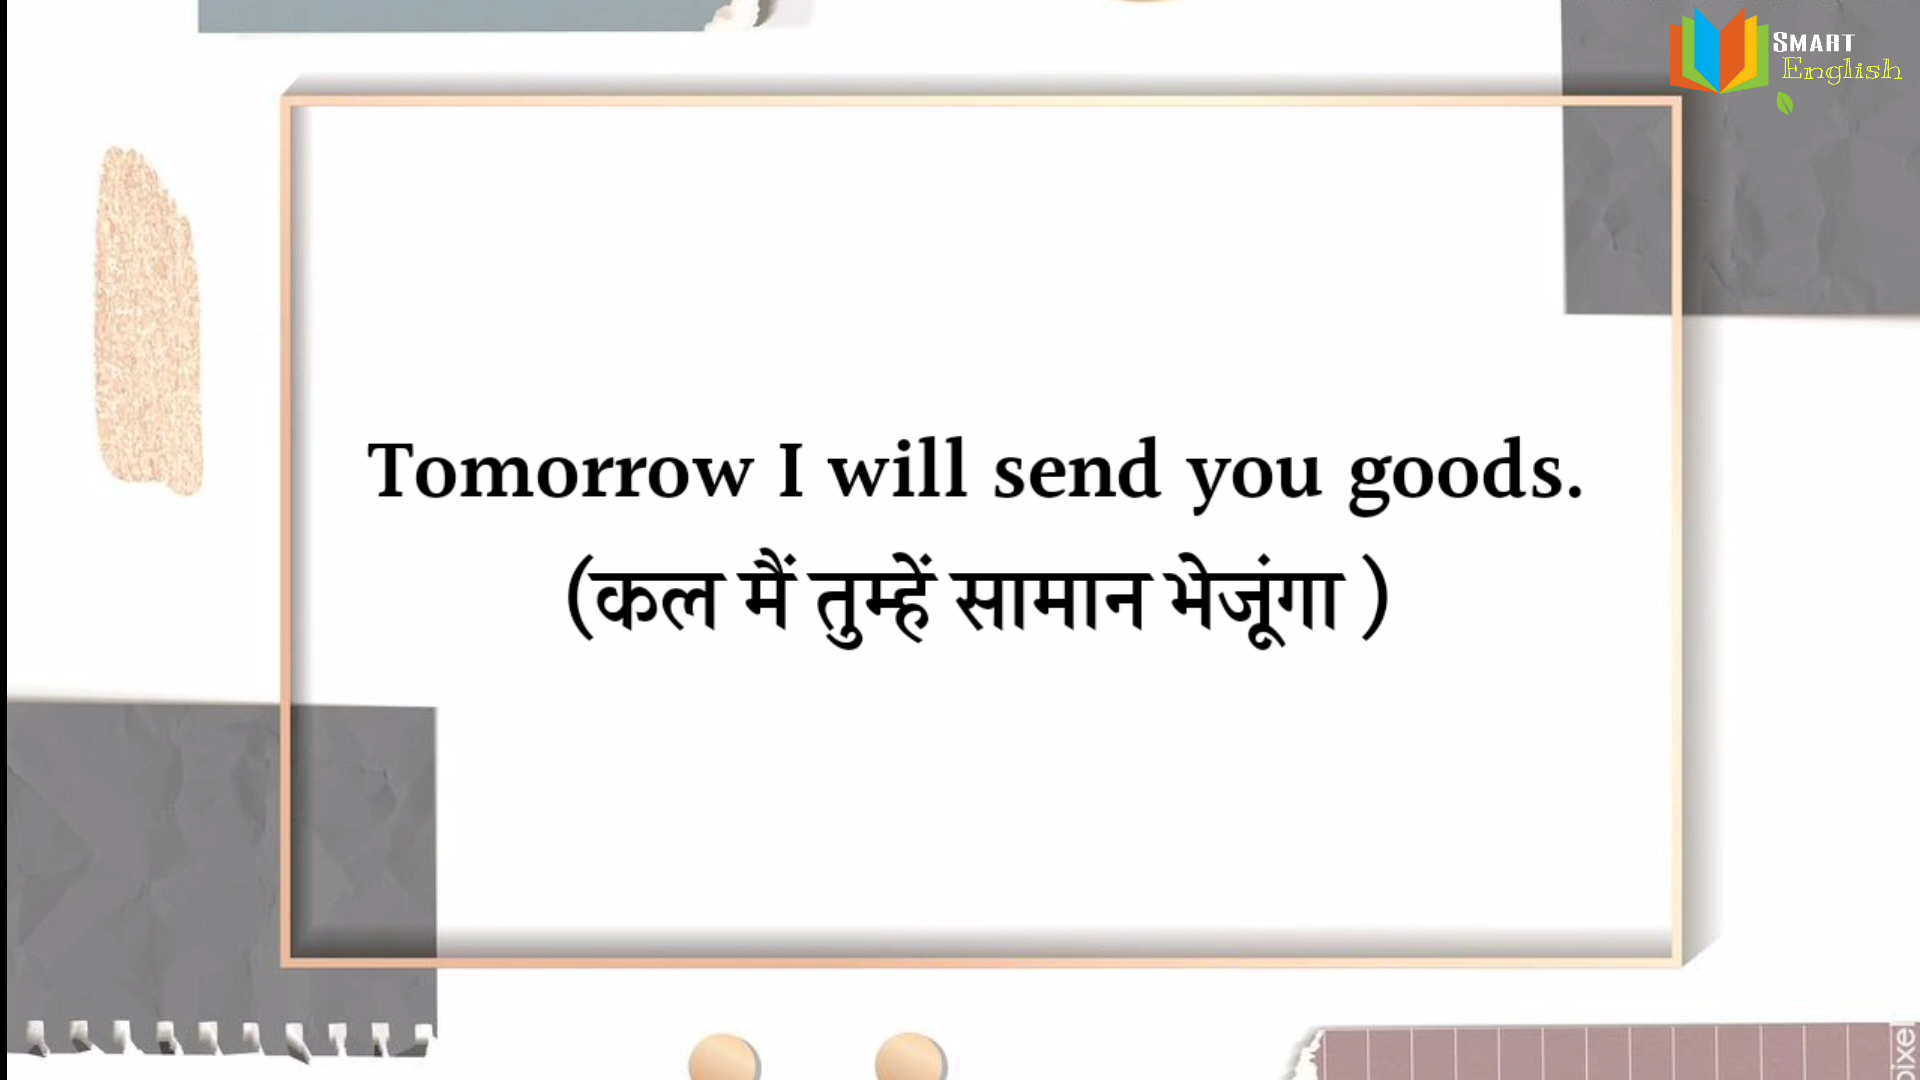 SMART
English
Tomorrow I will send you goods.
(कल मैं तुम्हें सामान भेजूंगा )